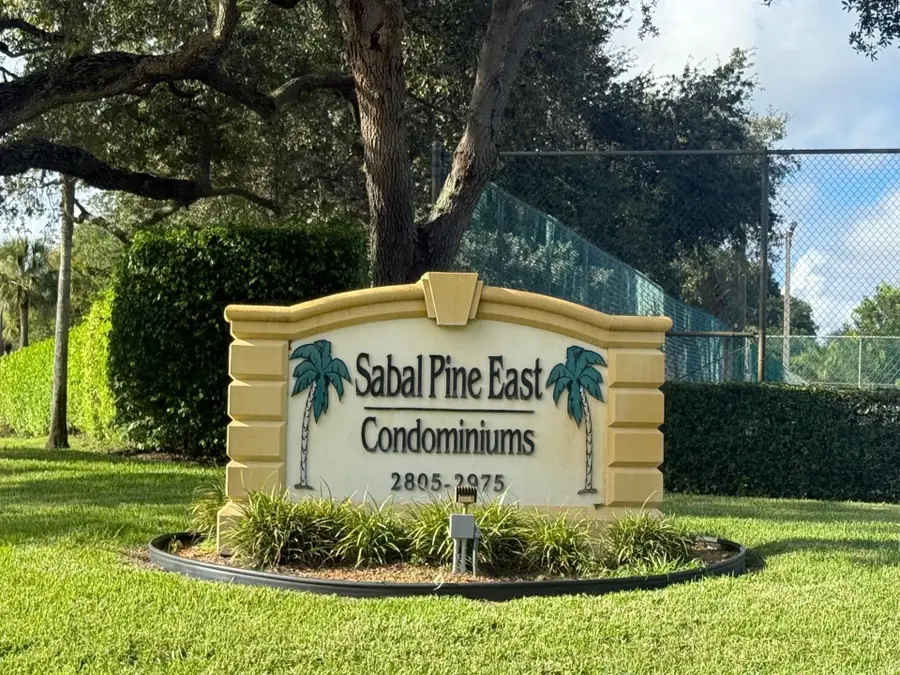 Sabal Pine East
Condominiums
2805-2975